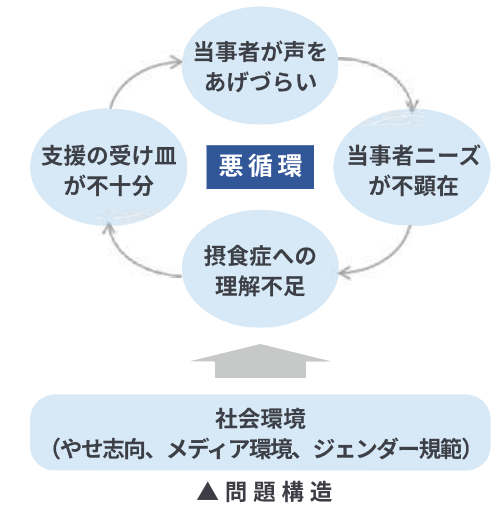 当事者が声を
あげづらい
支援の受け皿
が不十分
悪循環
当事者ニーズ
が不顕在
摂食症への
理解不足
社会環境
（やせ志向、メディア環境、ジェンダー規範）
▲問題構造